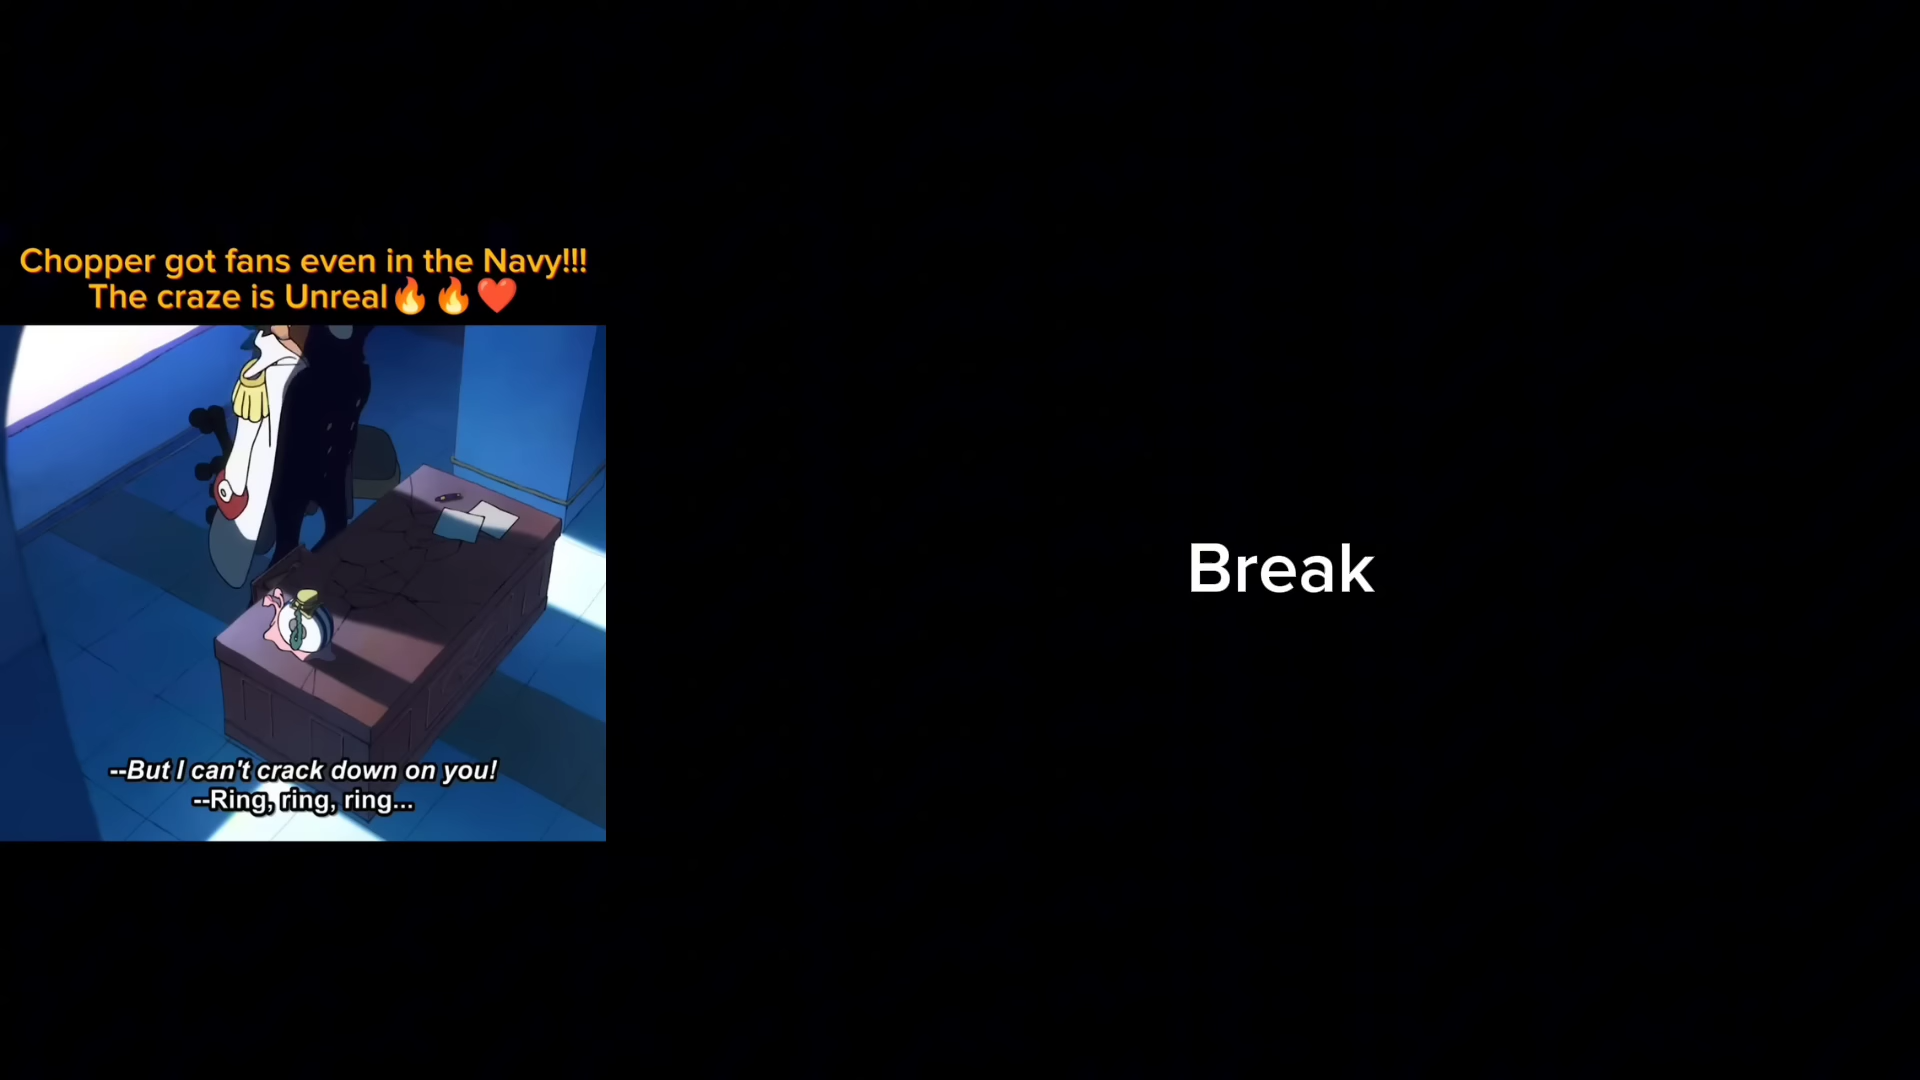 Chopper got fans even in the Navy!!!
The craze is Unreal🔥🔥❤️
--But I can't crack down on you!
--Ring, ring, ring...
Break